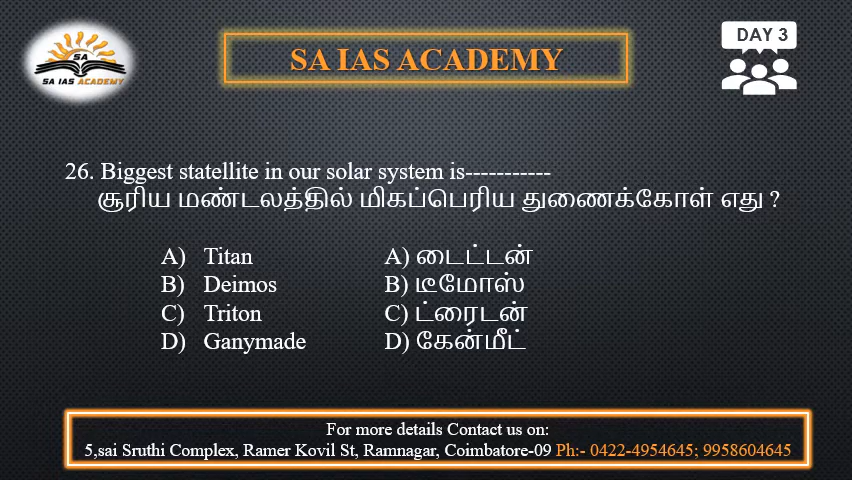 SA
SA IAS ACADEMY
SA IAS ACADEMY
DAY 3
26. Biggest statellite in our solar system is-----------
சூரிய மண்டலத்தில் மிகப்பெரிய துணைக்கோள் எது ?
A) Titan A) டைட்டன்
B) Deimos B) டீமோஸ்
C) Triton C) ட்ரைடன்
D) Ganymade D) கேன்மீட்
For more details Contact us on:
5,sai Sruthi Complex, Ramer Kovil St, Ramnagar, Coimbatore-09 Ph:- 0422-4954645; 9958604645